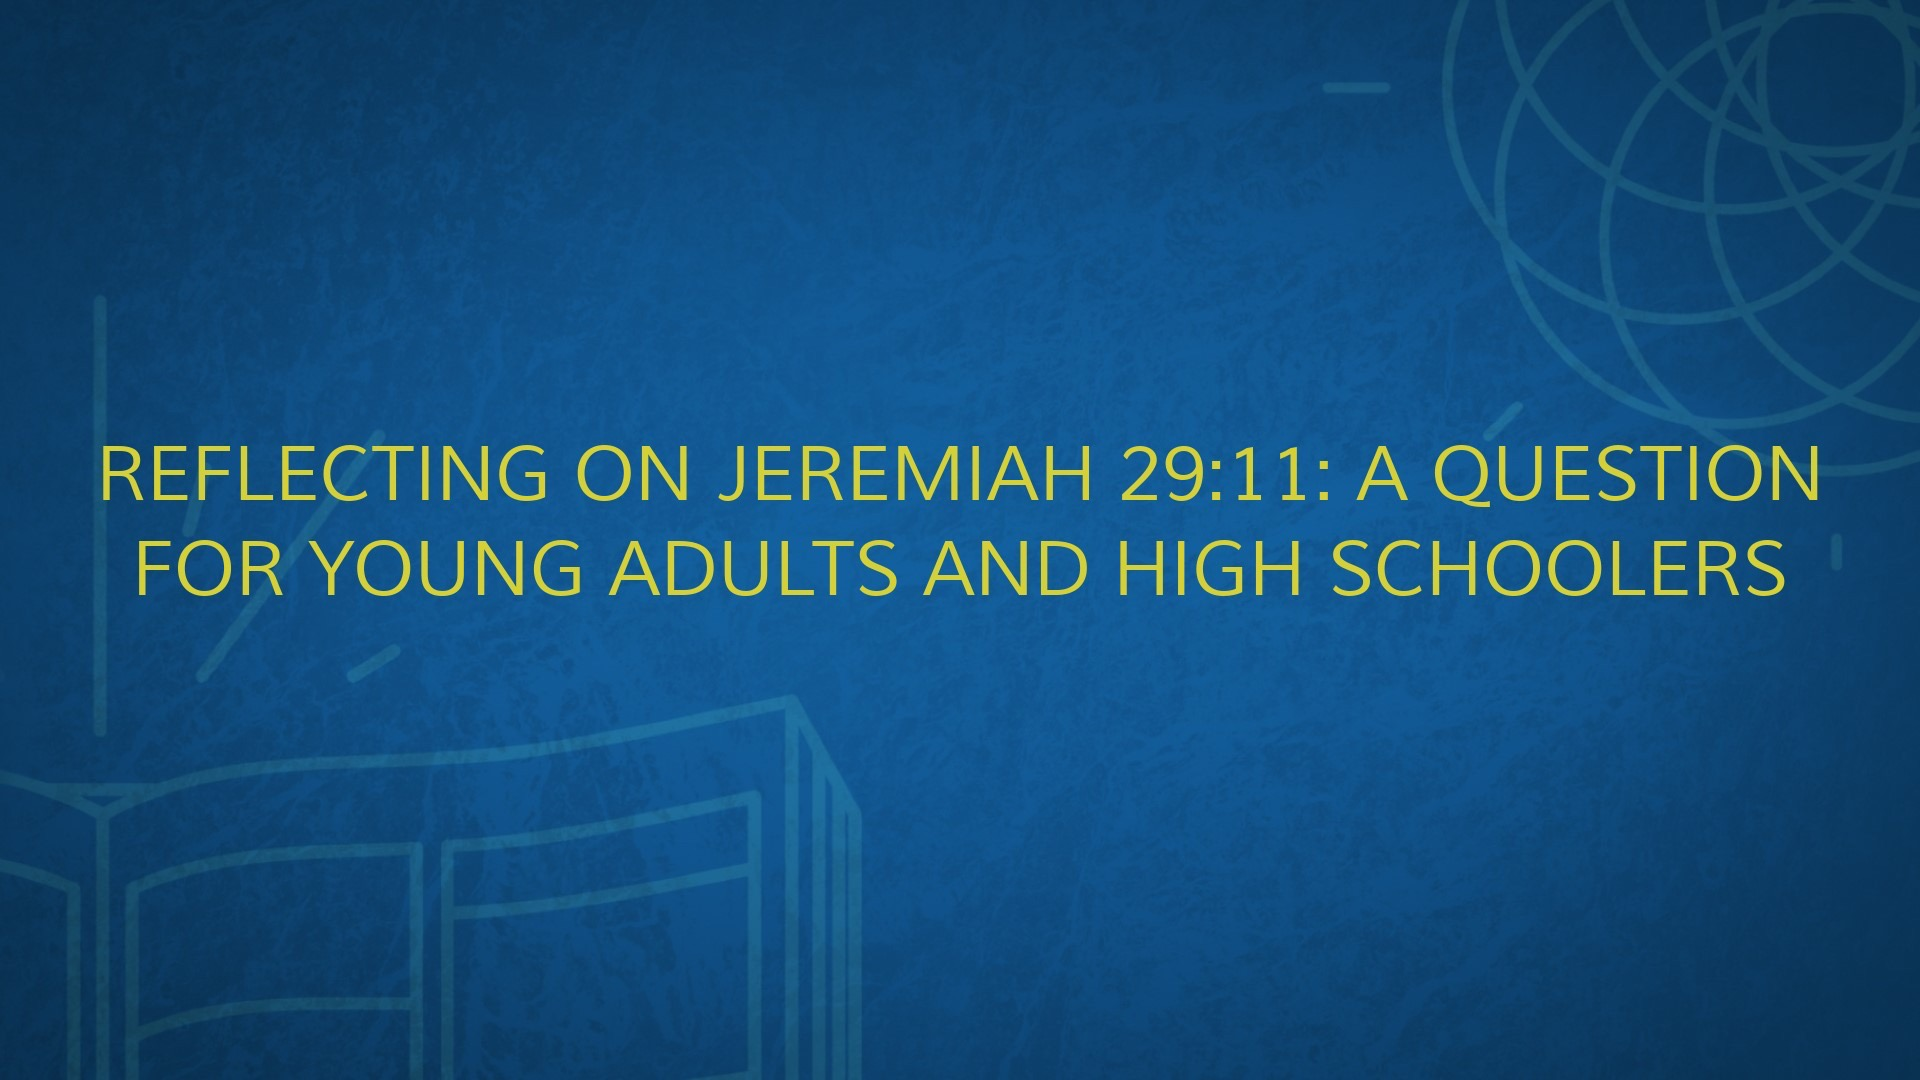 REFLECTING ON JEREMIAH 29:11: A QUESTION
FOR YOUNG ADULTS AND HIGH SCHOOLERS